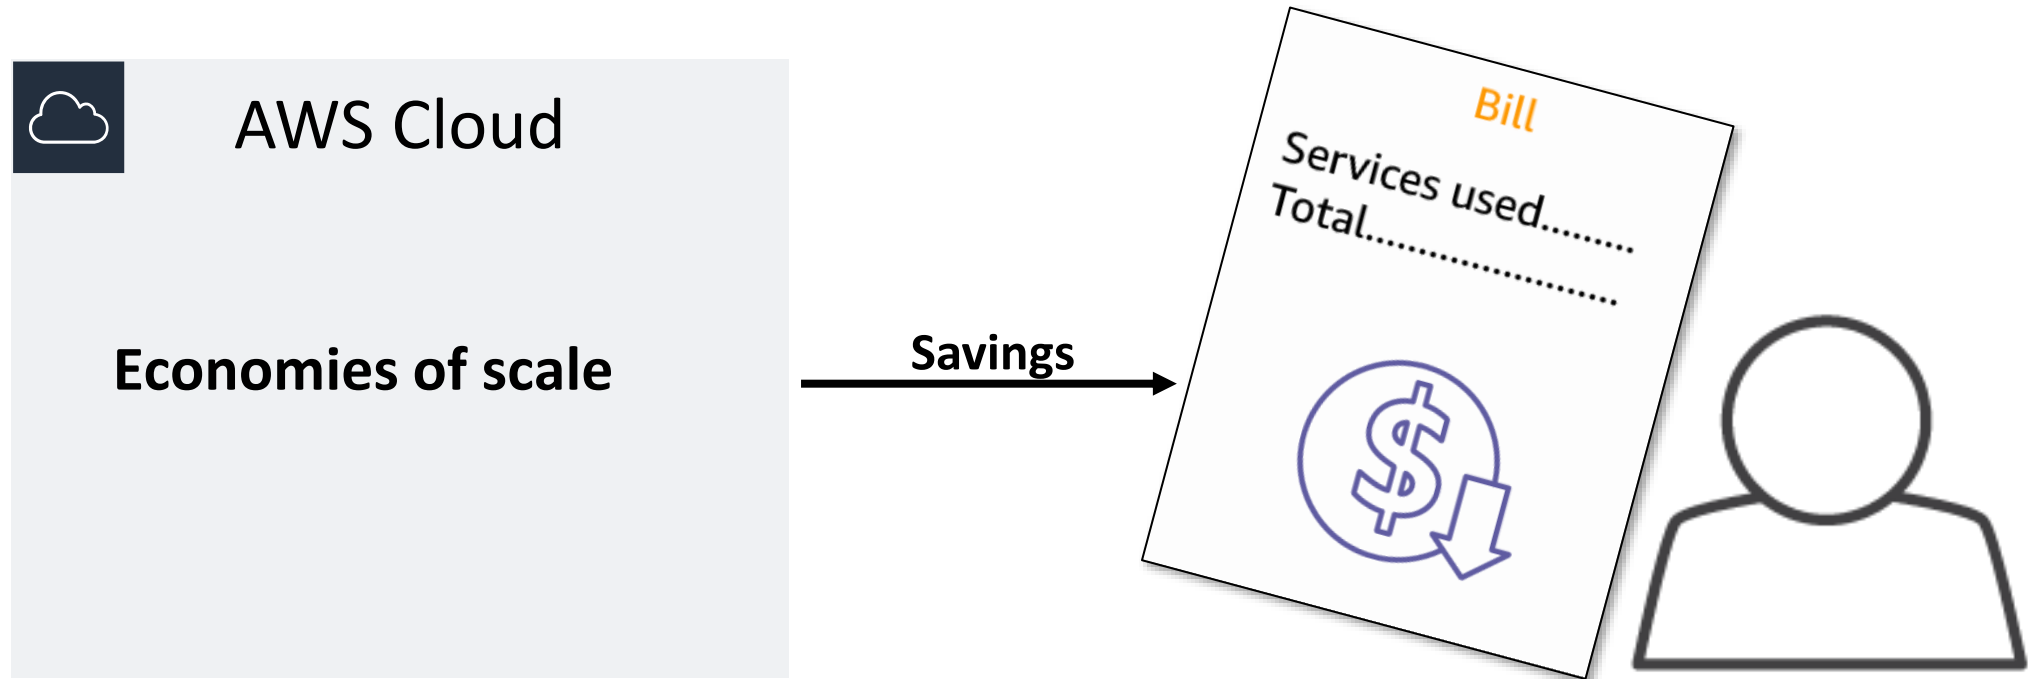 AWS Cloud
Economies of scale
Savings
Bill
Services used.........
Total........................
$